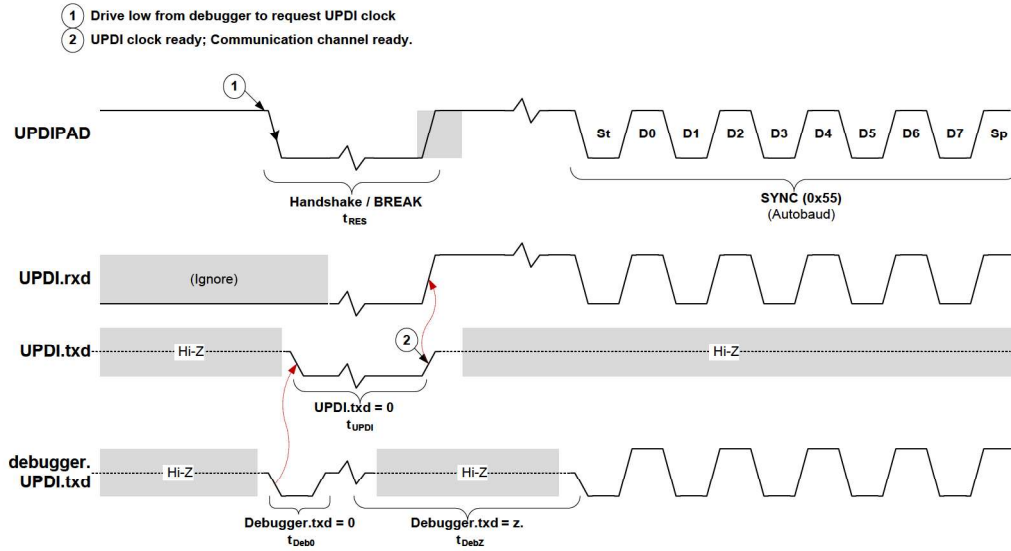 1 Drive low from debugger to request UPDI clock
2 UPDI clock ready; Communication channel ready.
1
UPDIPAD
St D0 D1 D2 D3 D4 D5 D6 D7 Sp
Handshake / BREAK
tRES
SYNC (0x55)
(Autobaud)
UPDI.rxd
(Ignore)
UPDI.txd
Hi-Z
2
Hi-Z
UPDI.txd = 0
tUPDI
debugger.
UPDI.txd
Hi-Z
Hi-Z
Debugger.txd = 0
tDeb0
Debugger.txd = z.
tDebZ